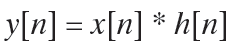 y[n] = x[n] * h[n]